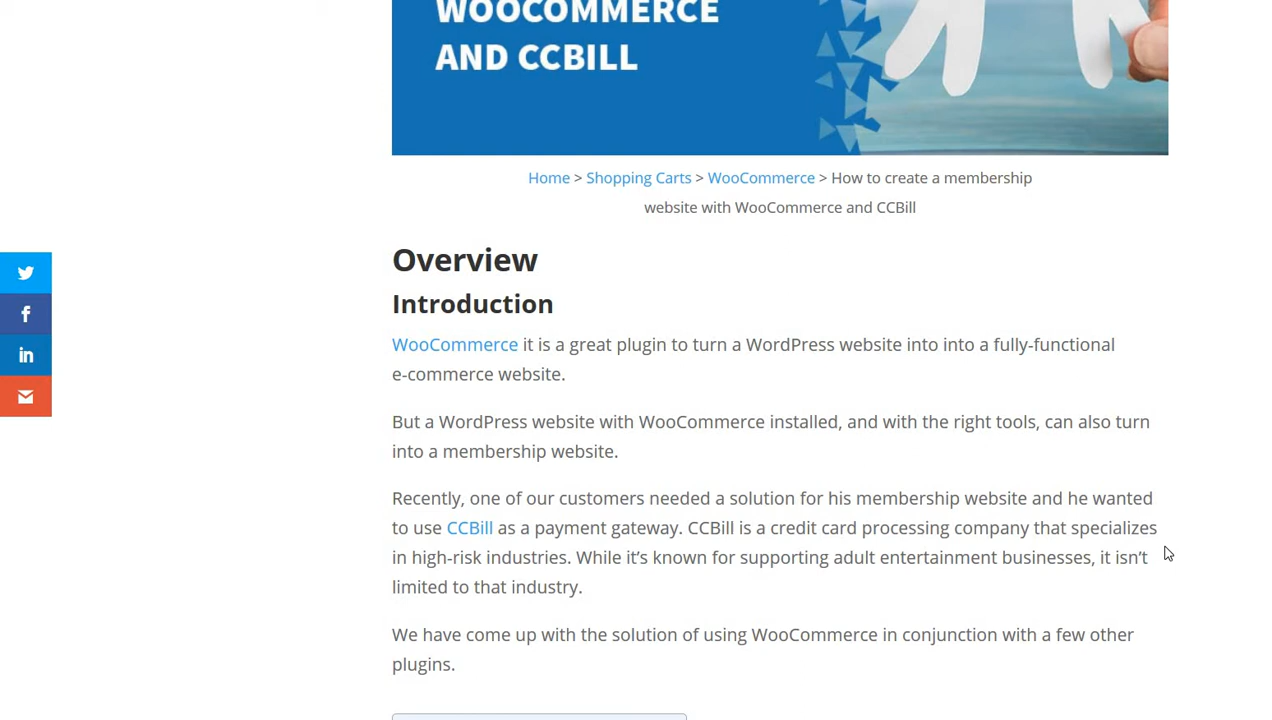 WOOCOMMERCE
AND CCBILL
Home > Shopping Carts > WooCommerce > How to create a membership
website with WooCommerce and CCBill
Overview
Introduction
WooCommerce it is a great plugin to turn a WordPress website into into a fully-functional
e-commerce website.
But a WordPress website with WooCommerce installed, and with the right tools, can also turn
into a membership website.
Recently, one of our customers needed a solution for his membership website and he wanted
to use CCBill as a payment gateway. CCBill is a credit card processing company that specializes
in high-risk industries. While it’s known for supporting adult entertainment businesses, it isn’t
limited to that industry.
We have come up with the solution of using WooCommerce in conjunction with a few other
plugins.